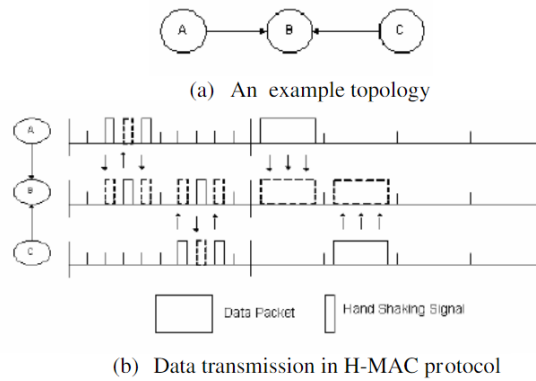 A B C
(a) An example topology
A
B
C
Data Packet Hand Shaking Signal
(b) Data transmission in H-MAC protocol